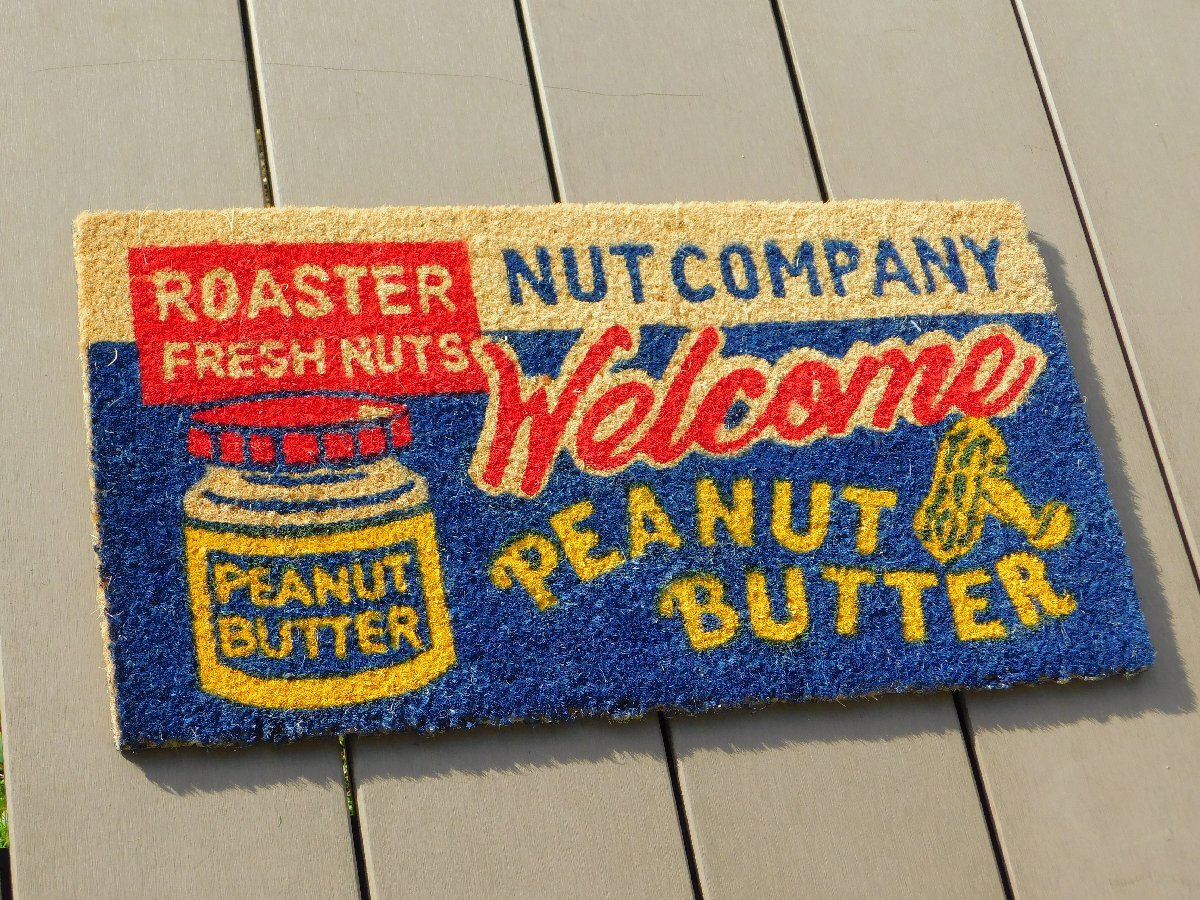 ROASTER
FRESH NUTS
NUT COMPANY
Welcome
PEANUT
BUTTER
PEANUT
BUTTER